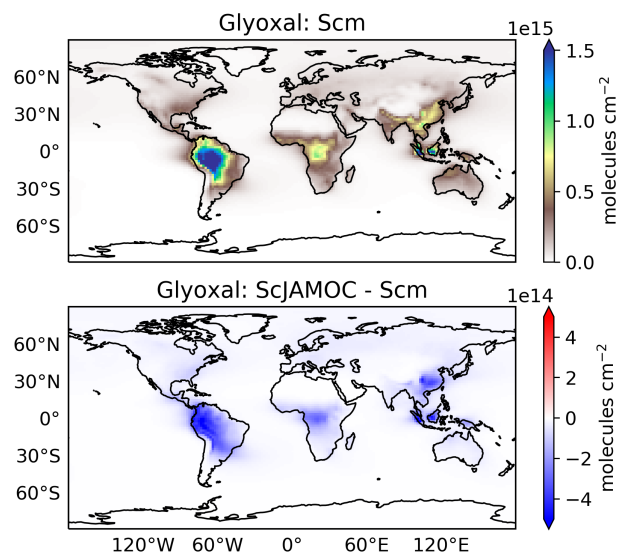 Glyoxal: Scm
1e15
60°N
30°N
0°
30°S
60°S
1.5
1.0
0.5
0.0
molecules cm⁻²
Glyoxal: ScJAMOC - Scm
1e14
60°N
30°N
0°
30°S
60°S
120°W 60°W 0° 60°E 120°E
4
2
0
−2
−4
molecules cm⁻²